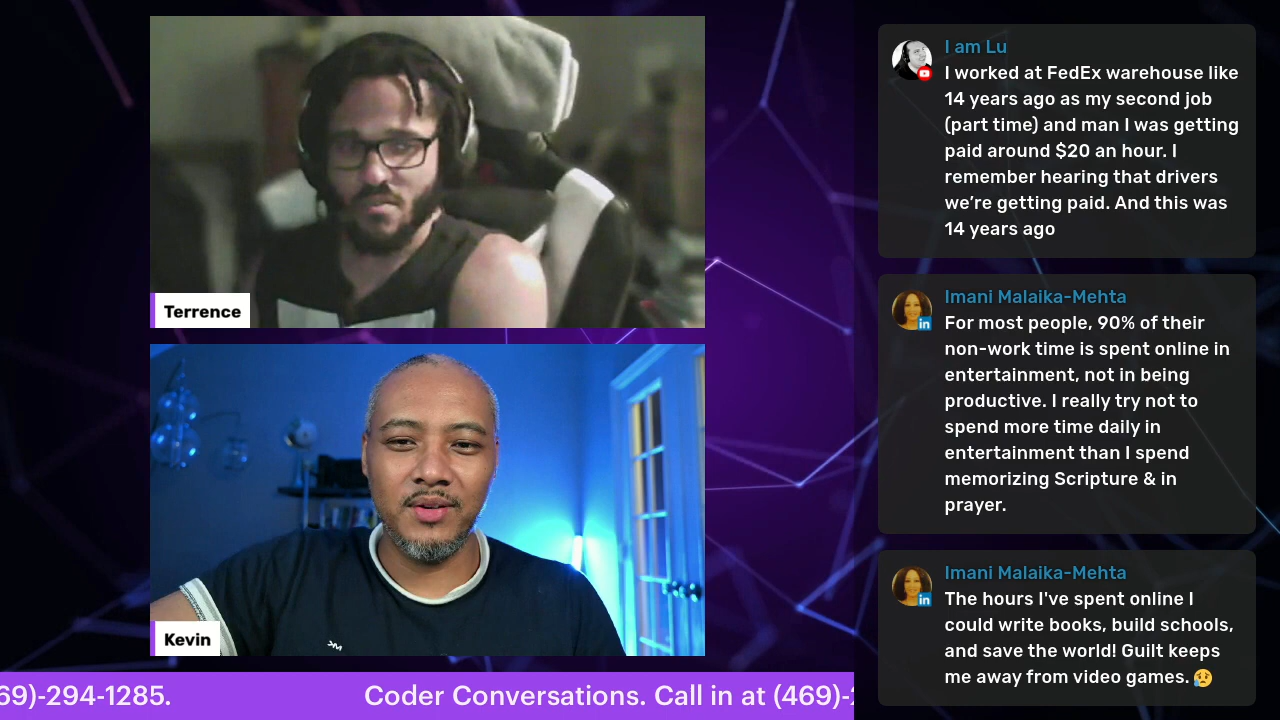 Terrence
Kevin
69)-294-1285.
Coder Conversations. Call in at (469)-2
I am Lu
I worked at FedEx warehouse like
14 years ago as my second job
(part time) and man I was getting
paid around $20 an hour. I
remember hearing that drivers
we’re getting paid. And this was
14 years ago
Imani Malaika-Mehta
in
For most people, 90% of their
non-work time is spent online in
entertainment, not in being
productive. I really try not to
spend more time daily in
entertainment than I spend
memorizing Scripture & in
prayer.
Imani Malaika-Mehta
in
The hours I've spent online I
could write books, build schools,
and save the world! Guilt keeps
me away from video games. 😥